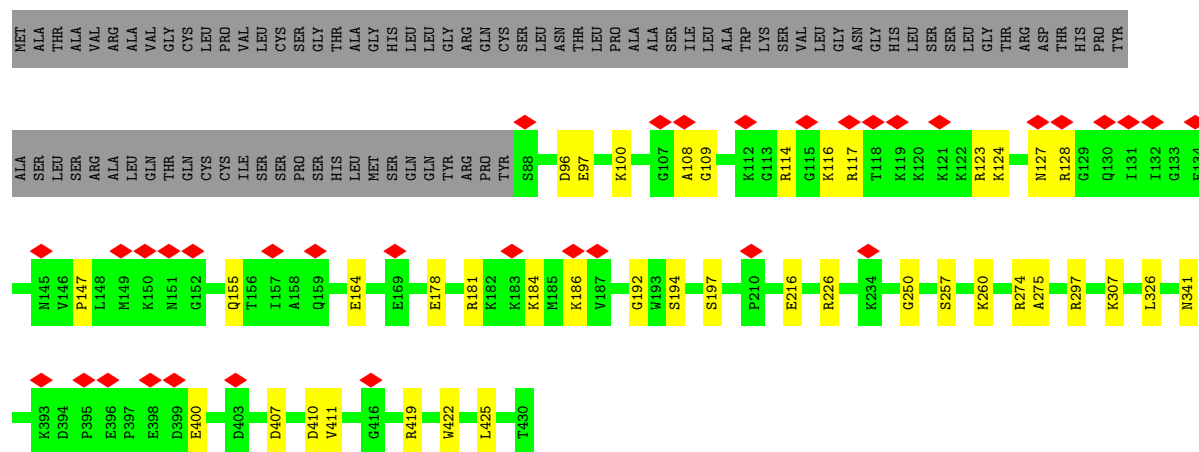 MET ALA THR ALA VAL ARG ALA VAL GLY CYS LEU PRO VAL LEU CYS SER GLY THR ALA GLY HIS LEU LEU GLY ARG GLN CYS SER LEU ASN THR LEU PRO ALA ALA SER ILE LEU ALA TRP LYS SER VAL LEU GLY ASN GLY HIS LEU SER SER LEU GLY THR ARG ASP THR HIS PRO TYR
ALA SER LEU SER ARG ALA LEU GLN THR GLN CYS CYS ILE SER SER PRO SER HIS LEU MET SER GLN GLN TYR ARG PRO TYR S88 D96 E97 K100 G107 A108 G109 K112 G113 R114 G115 K116 R117 T118 K119 K120 K121 K122 R123 K124 N127 R128 G129 Q130 I131 I132 G133
N145 V146 P147 L148 M149 K150 N151 G152 Q155 T156 I157 A158 Q159 E164 E169 E178 R181 K182 K183 K184 M185 K186 V187 G192 W193 S194 S197 P210 E216 R226 K234 G250 S257 K260 R274 A275 R297 K307 L326 N341
K393 D394 P395 E396 P397 E398 D399 E400 D403 D407 D410 V411 G416 R419 W422 L425 T430